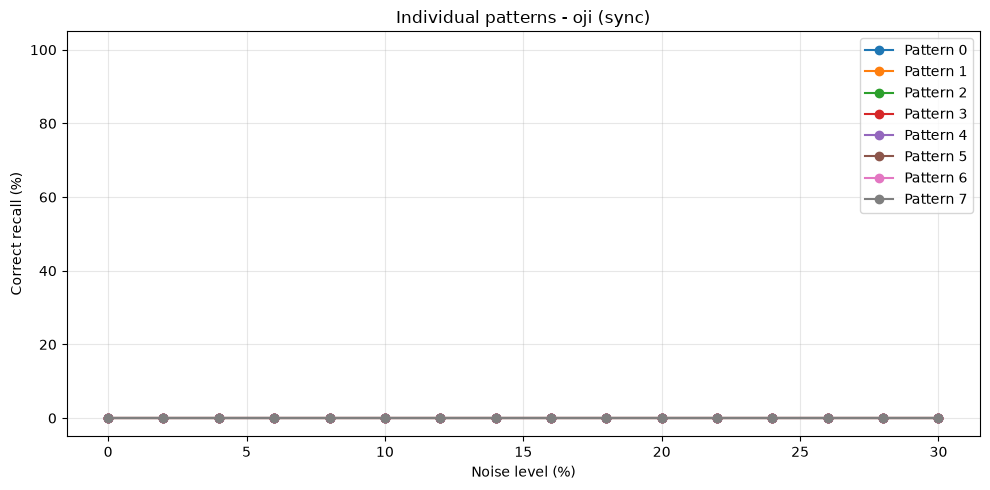 Individual patterns - oji (sync)
Correct recall (%)
100
80
60
40
20
0
Pattern 0
Pattern 1
Pattern 2
Pattern 3
Pattern 4
Pattern 5
Pattern 6
Pattern 7
0 5 10 15 20 25 30
Noise level (%)